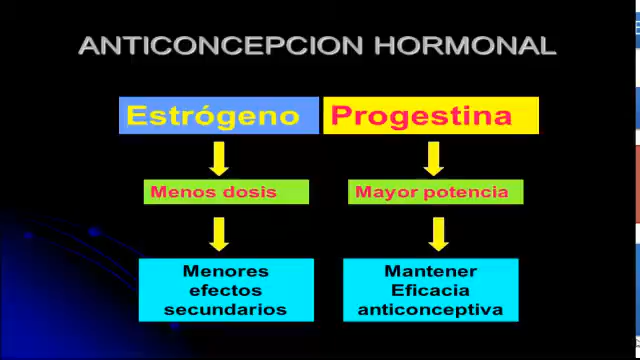 ANTICONCEPCION HORMONAL
Estrógeno
Progestina
Menos dosis
Mayor potencia
Menores
efectos
secundarios
Mantener
Eficacia
anticonceptiva